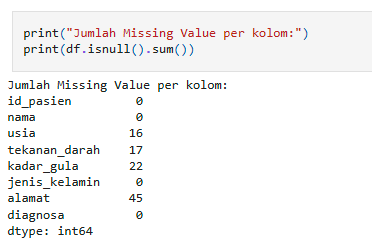 print("Jumlah Missing Value per kolom:")
print(df.isnull().sum())
Jumlah Missing Value per kolom:
id_pasien 0
nama 0
usia 16
tekanan_darah 17
kadar_gula 22
jenis_kelamin 0
alamat 45
diagnosa 0
dtype: int64